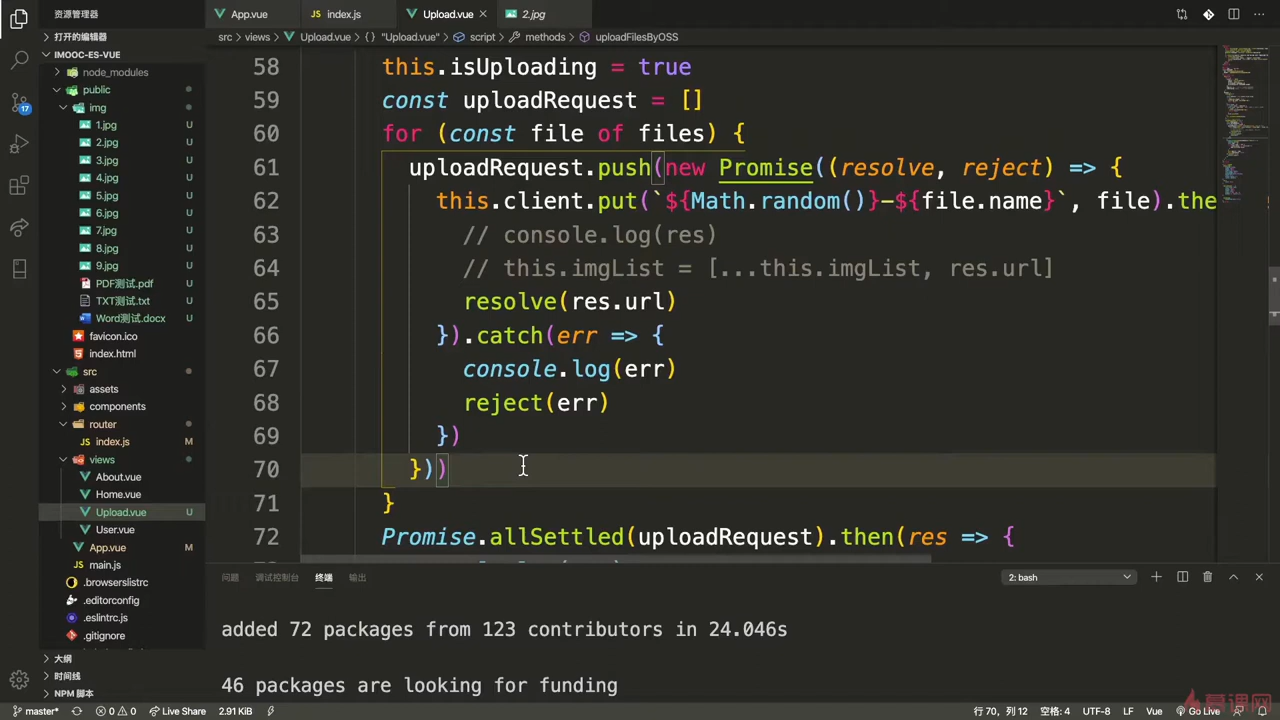 资源管理器
App.vue
index.js
Upload.vue
2.jpg
src > views > Upload.vue > {} "Upload.vue" > script > methods > uploadFilesByOSS
打开的编辑器
IMOOC-ES-VUE
node_modules
public
img
1.jpg U
2.jpg U
3.jpg U
4.jpg U
5.jpg U
6.jpg U
7.jpg U
8.jpg U
9.jpg U
PDF测试.pdf U
TXT测试.txt U
Word测试.docx U
favicon.ico
index.html
src
assets
components
router
index.js M
views
About.vue
Home.vue
Upload.vue U
User.vue
App.vue M
main.js
.browserslistrc
.editorconfig
.eslintrc.js
.gitignore
大纲
时间线
NPM 脚本
17
58 this.isUploading = true
59 const uploadRequest = []
60 for (const file of files) {
61 uploadRequest.push(new Promise((resolve, reject) => {
62 this.client.put(`${Math.random()}-${file.name}`, file).the
63 // console.log(res)
64 // this.imgList = [...this.imgList, res.url]
65 resolve(res.url)
66 }).catch(err => {
67 console.log(err)
68 reject(err)
69 })
70 }))
71 }
72 Promise.allSettled(uploadRequest).then(res => {
问题 调试控制台 终端 输出
2: bash
added 72 packages from 123 contributors in 24.046s
46 packages are looking for funding
master* 0 0 Live Share 2.91 KiB
行 70, 列 12 空格: 4 UTF-8 LF Vue Go Live
慕课网